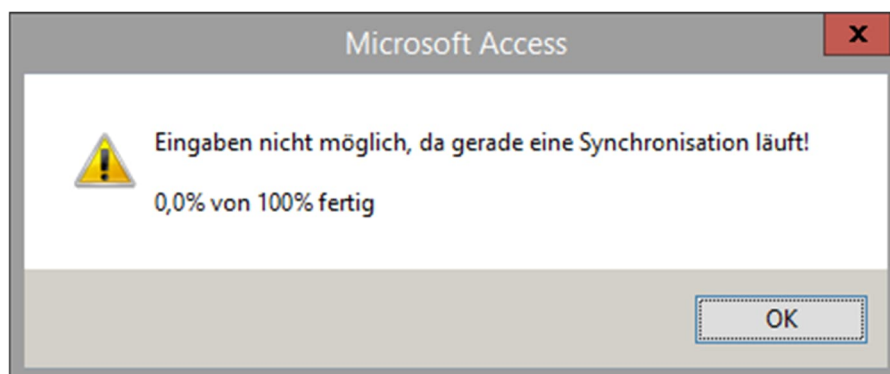 Microsoft Access
x
Eingaben nicht möglich, da gerade eine Synchronisation läuft!
0,0% von 100% fertig
OK